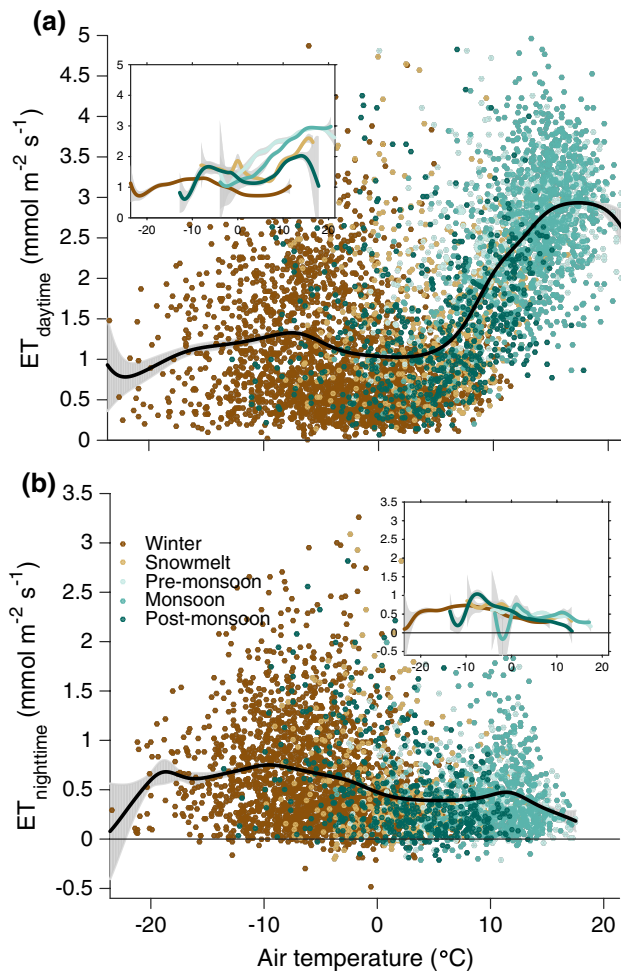 (a)
5
4.5
4
3.5
3
2.5
2
1.5
1
0.5
0
ET daytime (mmol m⁻² s⁻¹)
5
4
3
2
1
0
-20 -10 0 10 20
(b)
3.5
3
2.5
2
1.5
1
0.5
0
-0.5
ET nighttime (mmol m⁻² s⁻¹)
Winter
Snowmelt
Pre-monsoon
Monsoon
Post-monsoon
3.5
3
2.5
2
1.5
1
0.5
0
-0.5
-20 -10 0 10 20
-20 -10 0 10 20
Air temperature (°C)